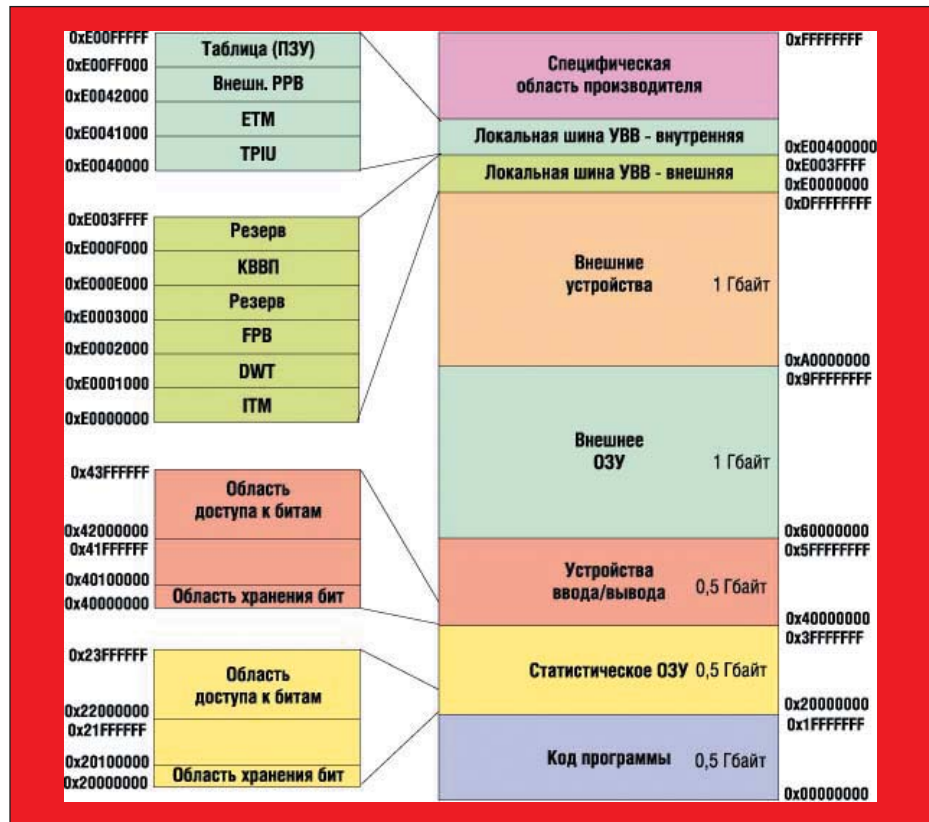 0xE00FFFFF
Таблица (ПЗУ)
0xE00FF000
Внешн. PPB
0xE0042000
ETM
0xE0041000
TPIU
0xE0040000
0xE003FFFF
Резерв
0xE000F000
КВВП
0xE000E000
Резерв
0xE0003000
FPB
0xE0002000
DWT
0xE0001000
ITM
0xE0000000
0x43FFFFFF
Область
доступа к битам
0x42000000
0x41FFFFFF
0x40100000
Область хранения бит
0x40000000
0x23FFFFFF
Область
доступа к битам
0x22000000
0x21FFFFFF
0x20100000
Область хранения бит
0x20000000
0xFFFFFFFF
Специфическая
область производителя
Локальная шина УВВ - внутренняя
0xE00400000
0xE003FFFF
Локальная шина УВВ - внешняя
0xE0000000
0xDFFFFFFFF
Внешние
устройства 1 Гбайт
0xA0000000
0x9FFFFFFFF
Внешнее
ОЗУ 1 Гбайт
0x60000000
0x5FFFFFFFF
Устройства
ввода/вывода 0,5 Гбайт
0x40000000
0x3FFFFFFF
Статистическое ОЗУ 0,5 Гбайт
0x20000000
0x1FFFFFFF
Код программы 0,5 Гбайт
0x00000000